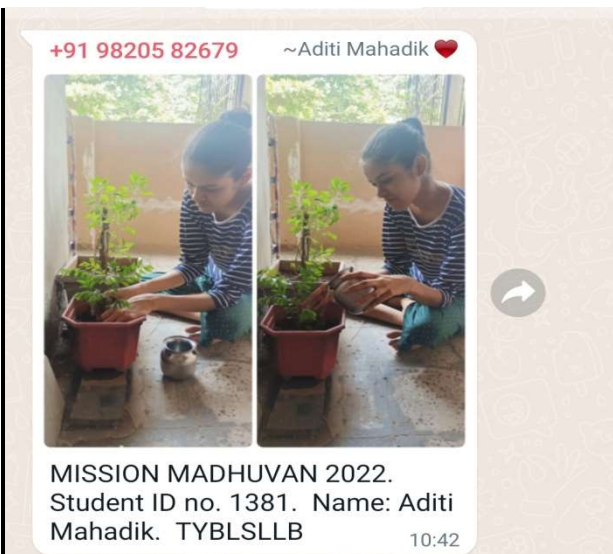 +91 98205 82679 ~Aditi Mahadik ❤️
MISSION MADHUVAN 2022.
Student ID no. 1381. Name: Aditi
Mahadik. TYBLSLLB
10:42